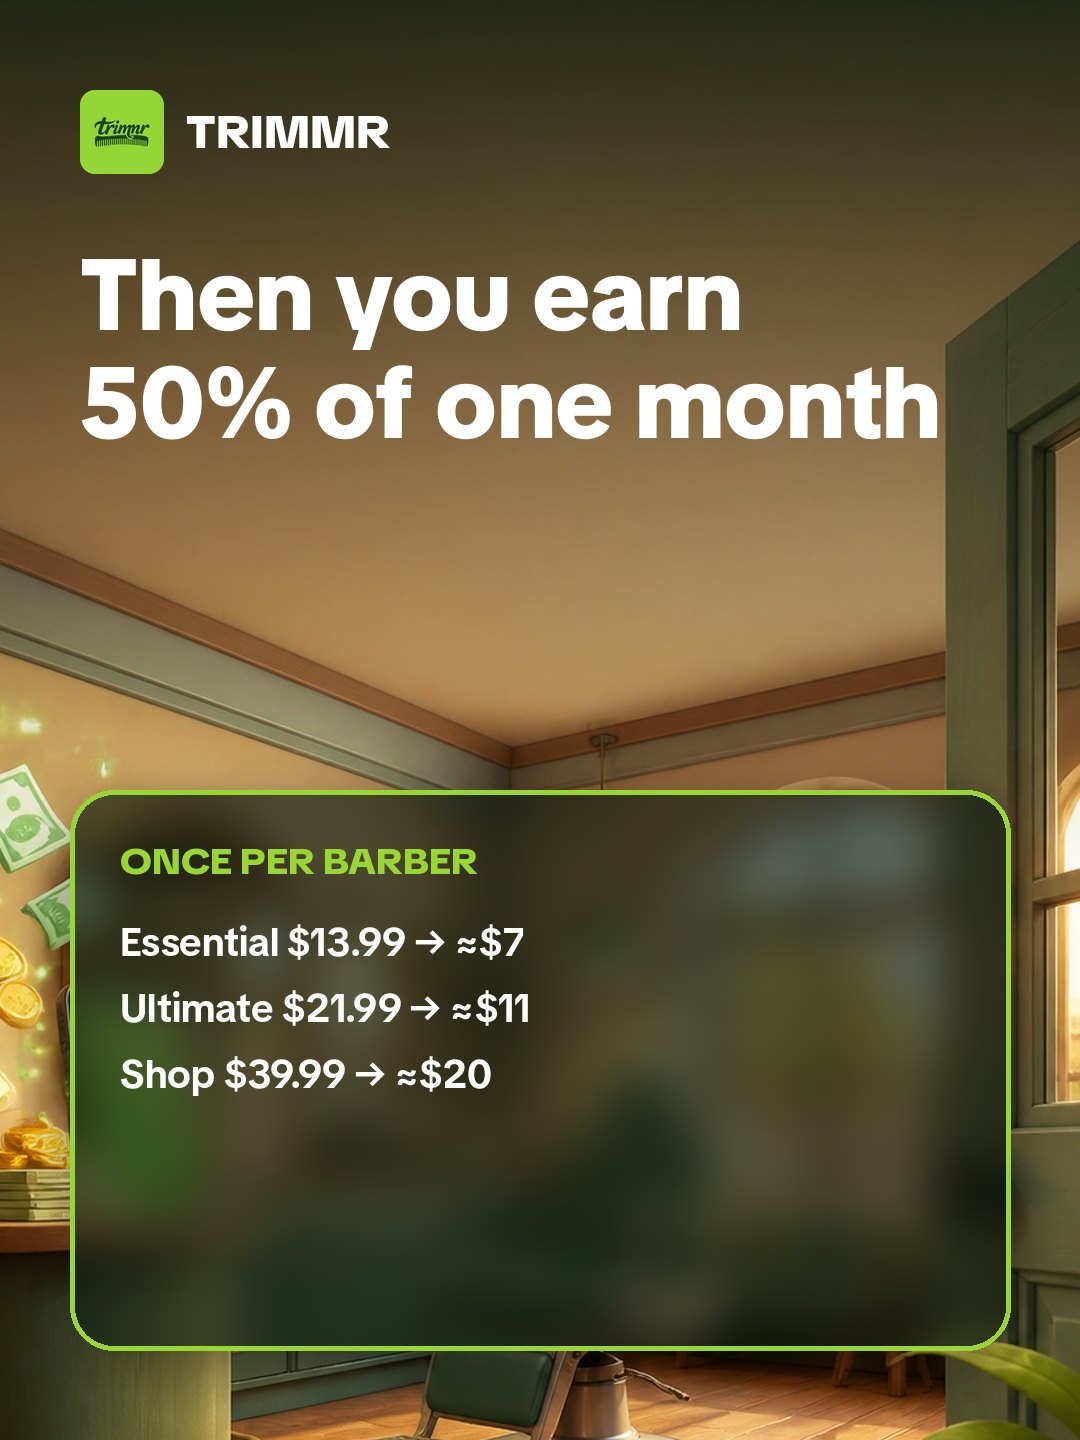 trimmr
TRIMMR
Then you earn
50% of one month
ONCE PER BARBER
Essential $13.99 → ≈$7
Ultimate $21.99 → ≈$11
Shop $39.99 → ≈$20